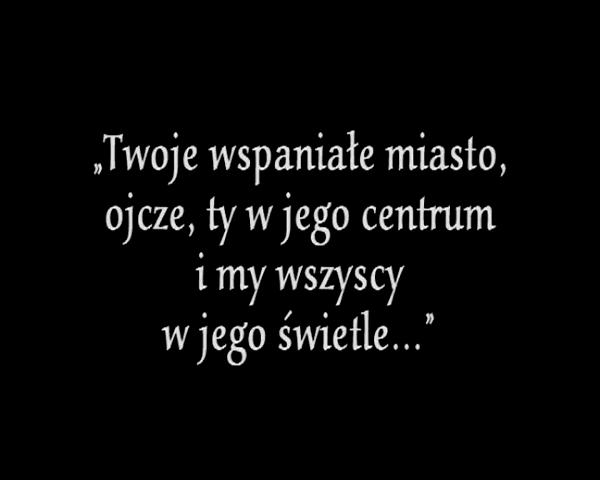 „Twoje wspaniałe miasto,
ojcze, ty w jego centrum
i my wszyscy
w jego świetle...”